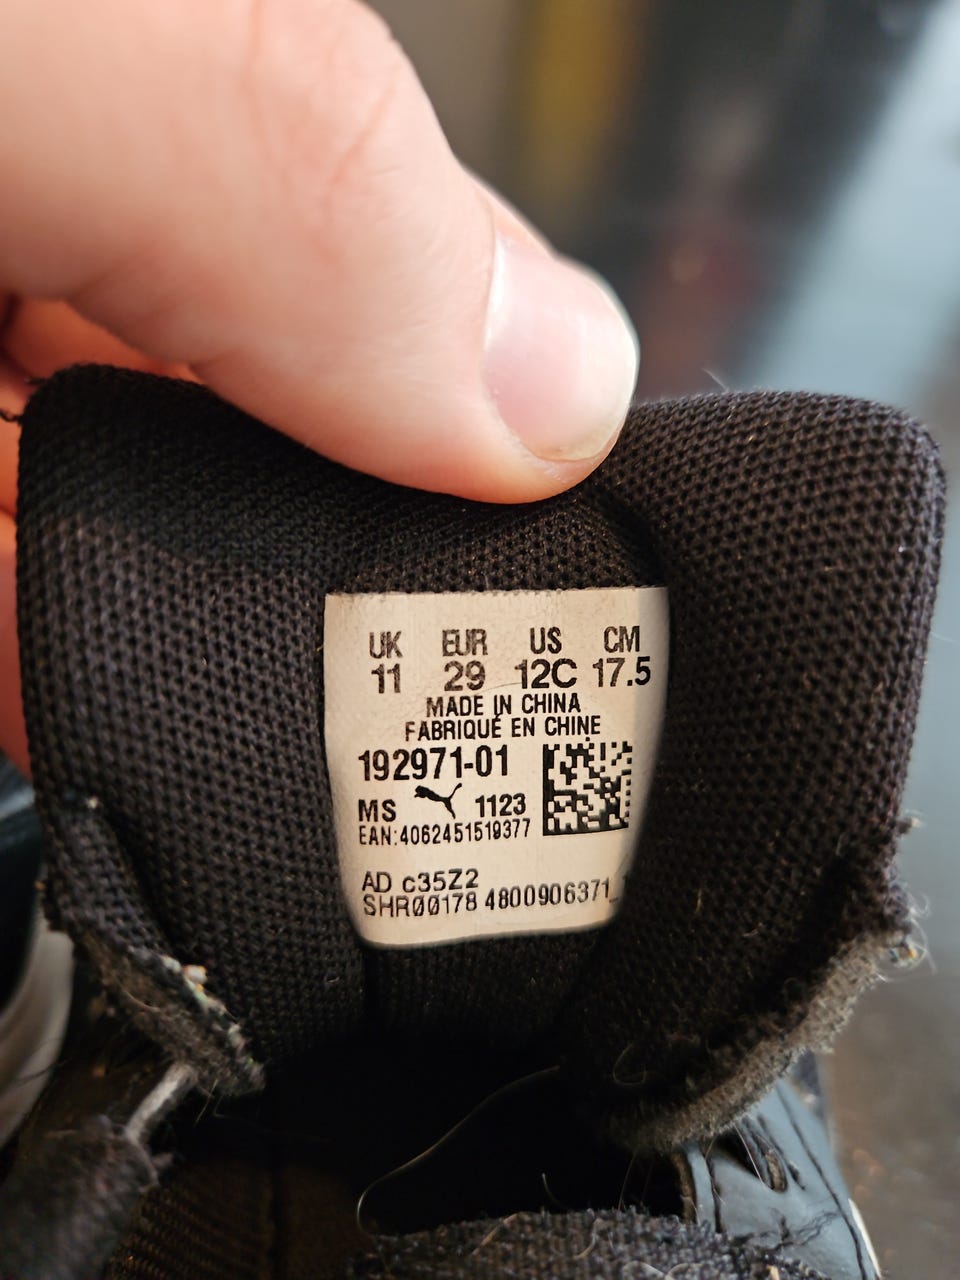 UK EUR US CM
11 29 12C 17.5
MADE IN CHINA
FABRIQUÉ EN CHINE
192971-01
MS 1123
EAN:4062451519377
AD c35Z2
SHR00178 4800906371_